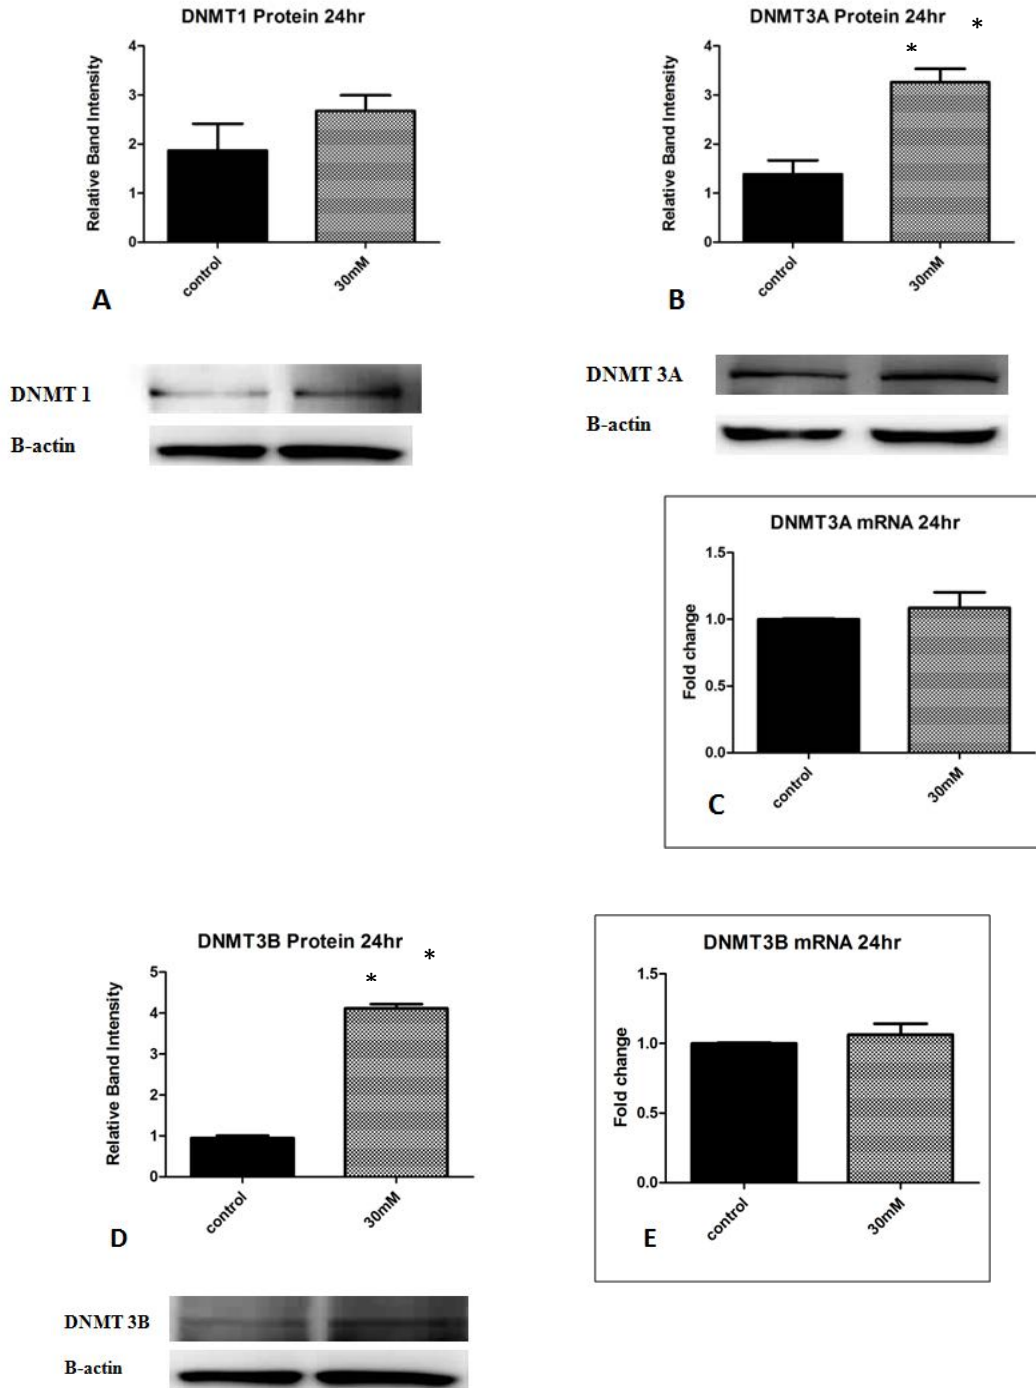 DNMT1 Protein 24hr
Relative Band Intensity
4
3
2
1
0
control
30mM
A
DNMT 1
B-actin
DNMT3A Protein 24hr
*
*
Relative Band Intensity
4
3
2
1
0
control
30mM
B
DNMT 3A
B-actin
DNMT3A mRNA 24hr
Fold change
1.5
1.0
0.5
0.0
control
30mM
C
DNMT3B Protein 24hr
*
*
Relative Band Intensity
5
4
3
2
1
0
control
30mM
D
DNMT 3B
B-actin
DNMT3B mRNA 24hr
Fold change
1.5
1.0
0.5
0.0
control
30mM
E